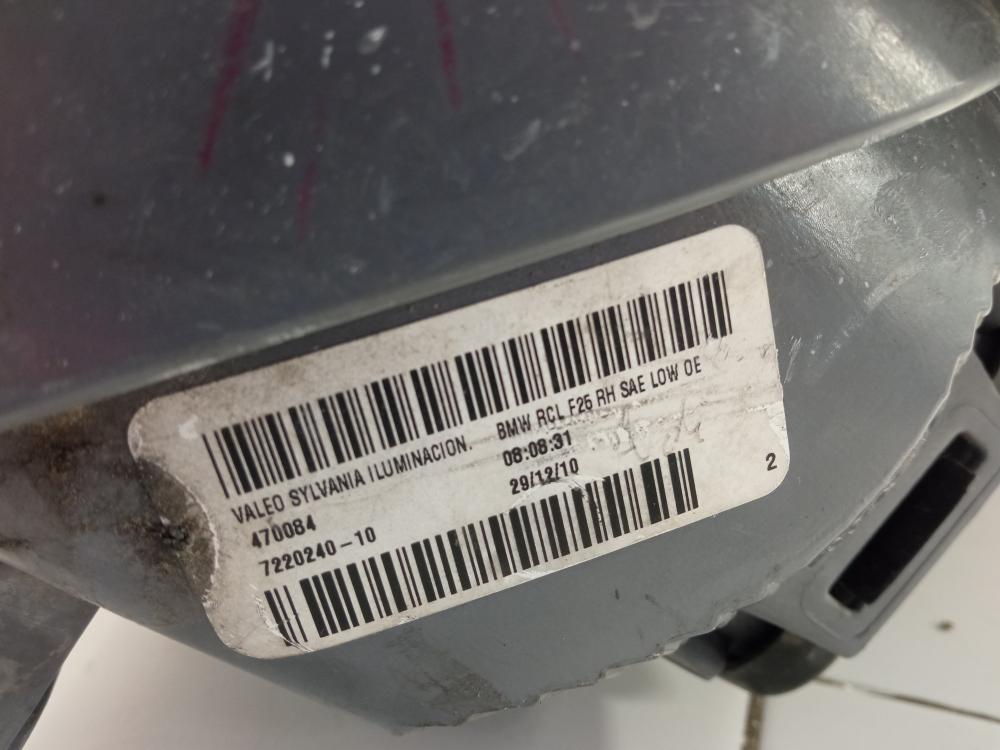 VALEO SYLVANIA ILUMINACION. BMW RCL F25 RH SAE LOW OE
470084 08:08:31
7220240-10 29/12/10
2